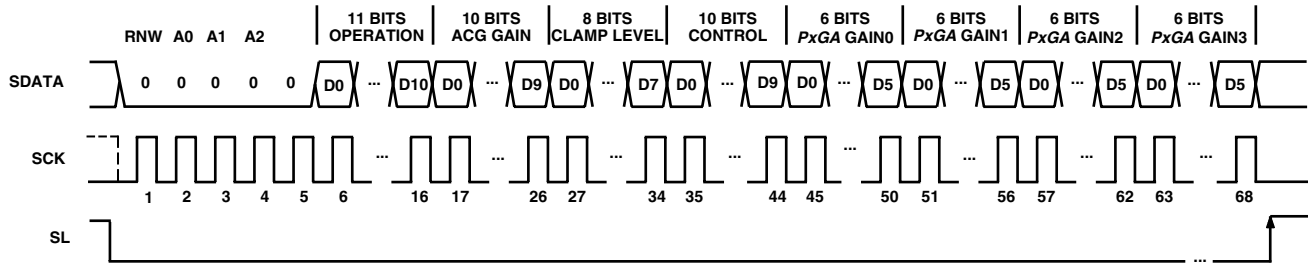 11 BITS OPERATION
10 BITS ACG GAIN
8 BITS CLAMP LEVEL
10 BITS CONTROL
6 BITS PxGA GAIN0
6 BITS PxGA GAIN1
6 BITS PxGA GAIN2
6 BITS PxGA GAIN3
RNW A0 A1 A2
SDATA 0 0 0 0 0 D0 ... D10 D0 ... D9 D0 ... D7 D0 ... D9 D0 ... D5 D0 ... D5 D0 ... D5 D0 ... D5
SCK ... ... ... ... ... ... ... ...
1 2 3 4 5 6 16 17 26 27 34 35 44 45 50 51 56 57 62 63 68
SL ...